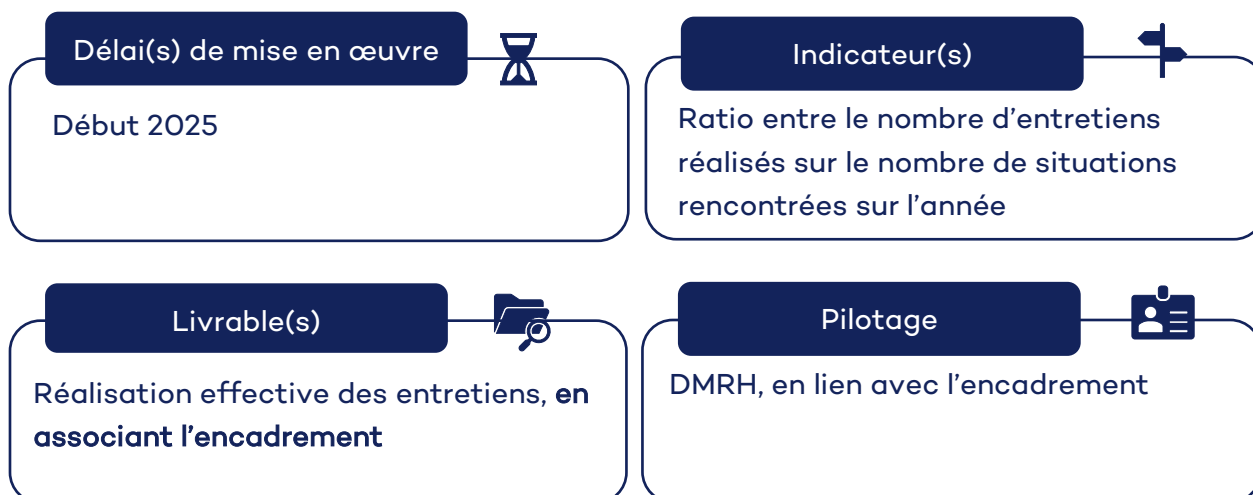 Délai(s) de mise en œuvre
Début 2025
Indicateur(s)
Ratio entre le nombre d’entretiens
réalisés sur le nombre de situations
rencontrées sur l’année
Livrable(s)
Réalisation effective des entretiens, en
associant l’encadrement
Pilotage
DMRH, en lien avec l’encadrement